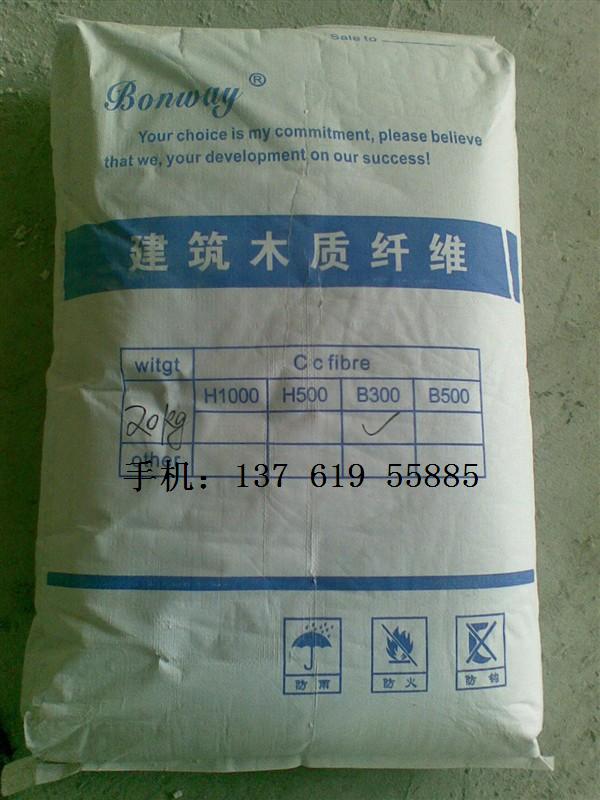 Sale to
Bonway®
Your choice is my commitment, please believe
that we, your development on our success!
建筑木质纤维
witgt C c fibre
H1000 H500 B300 B500
20kg ✓
other
手机：137 619 55885
防雨 防火 防钩